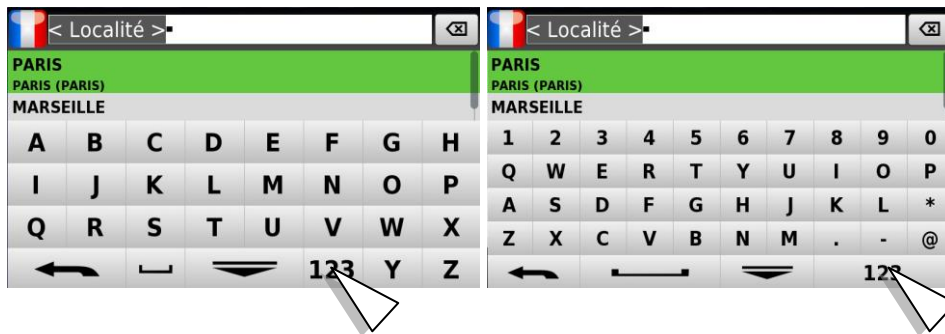 < Localité >
PARIS
PARIS (PARIS)
MARSEILLE
A B C D E F G H
I J K L M N O P
Q R S T U V W X
123 Y Z
< Localité >
PARIS
PARIS (PARIS)
MARSEILLE
1 2 3 4 5 6 7 8 9 0
Q W E R T Y U I O P
A S D F G H J K L *
Z X C V B N M . - @
123